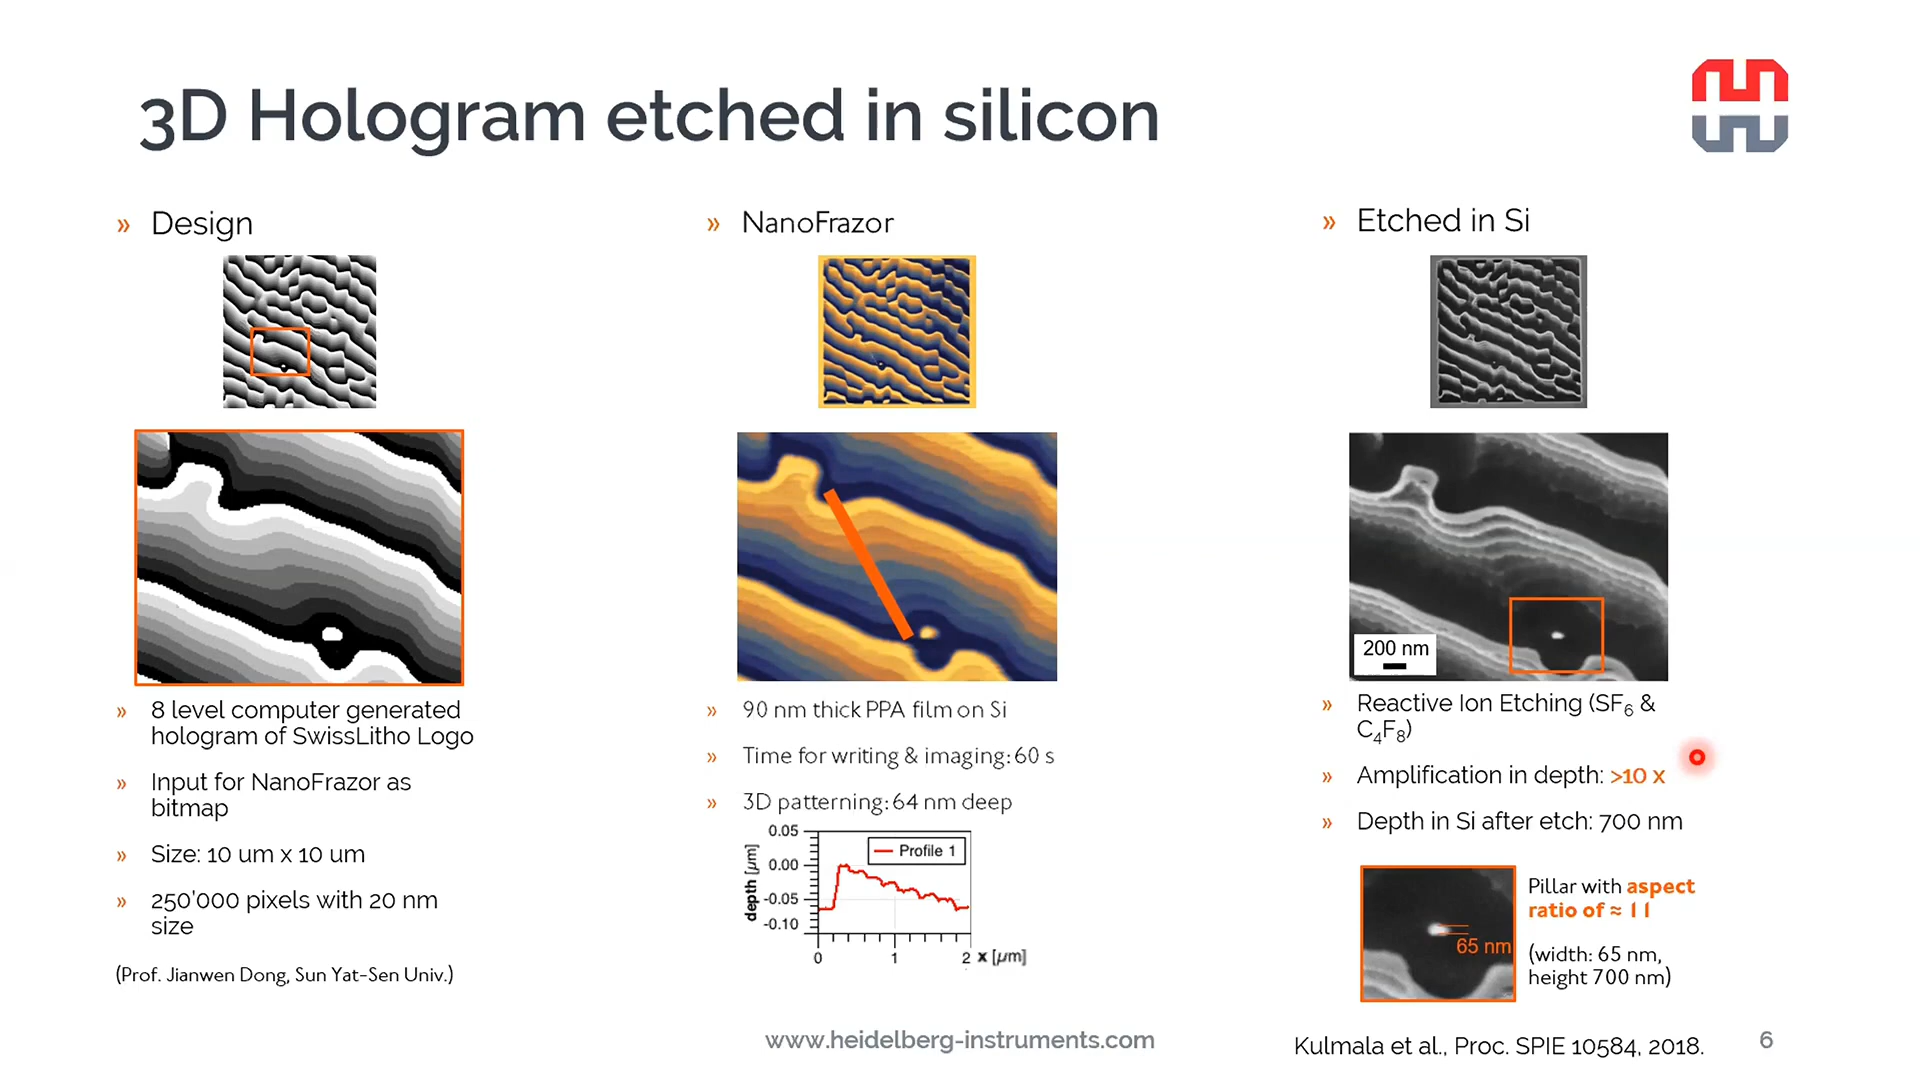 3D Hologram etched in silicon
» Design
8 level computer generated
hologram of SwissLitho Logo
» Input for NanoFrazor as
bitmap
» Size: 10 um x 10 um
» 250'000 pixels with 20 nm
size
(Prof. Jianwen Dong, Sun Yat-Sen Univ.)
» NanoFrazor
» 90 nm thick PPA film on Si
» Time for writing & imaging: 60 s
» 3D patterning: 64 nm deep
0.05
0.00
-0.05
-0.10
depth [µm]
Profile 1
0 1 2 x [µm]
» Etched in Si
200 nm
» Reactive Ion Etching (SF₆ &
C₄F₈)
» Amplification in depth: >10 x
» Depth in Si after etch: 700 nm
65 nm
Pillar with aspect
ratio of ≈ 11
(width: 65 nm,
height 700 nm)
www.heidelberg-instruments.com
Kulmala et al., Proc. SPIE 10584, 2018.
6